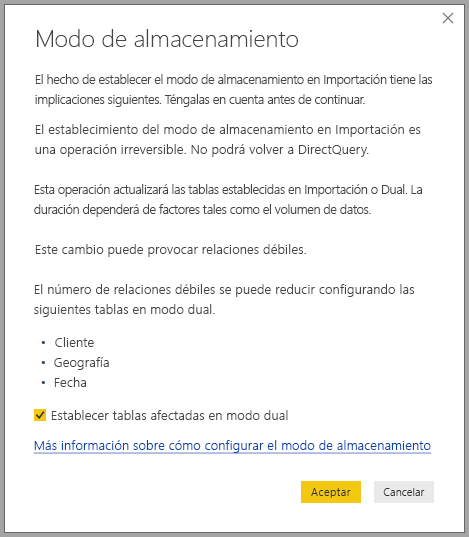 Modo de almacenamiento
El hecho de establecer el modo de almacenamiento en Importación tiene las
implicaciones siguientes. Téngalas en cuenta antes de continuar.
El establecimiento del modo de almacenamiento en Importación es
una operación irreversible. No podrá volver a DirectQuery.
Esta operación actualizará las tablas establecidas en Importación o Dual. La
duración dependerá de factores tales como el volumen de datos.
Este cambio puede provocar relaciones débiles.
El número de relaciones débiles se puede reducir configurando las
siguientes tablas en modo dual.
• Cliente
• Geografía
• Fecha
Establecer tablas afectadas en modo dual
Más información sobre cómo configurar el modo de almacenamiento
Aceptar Cancelar